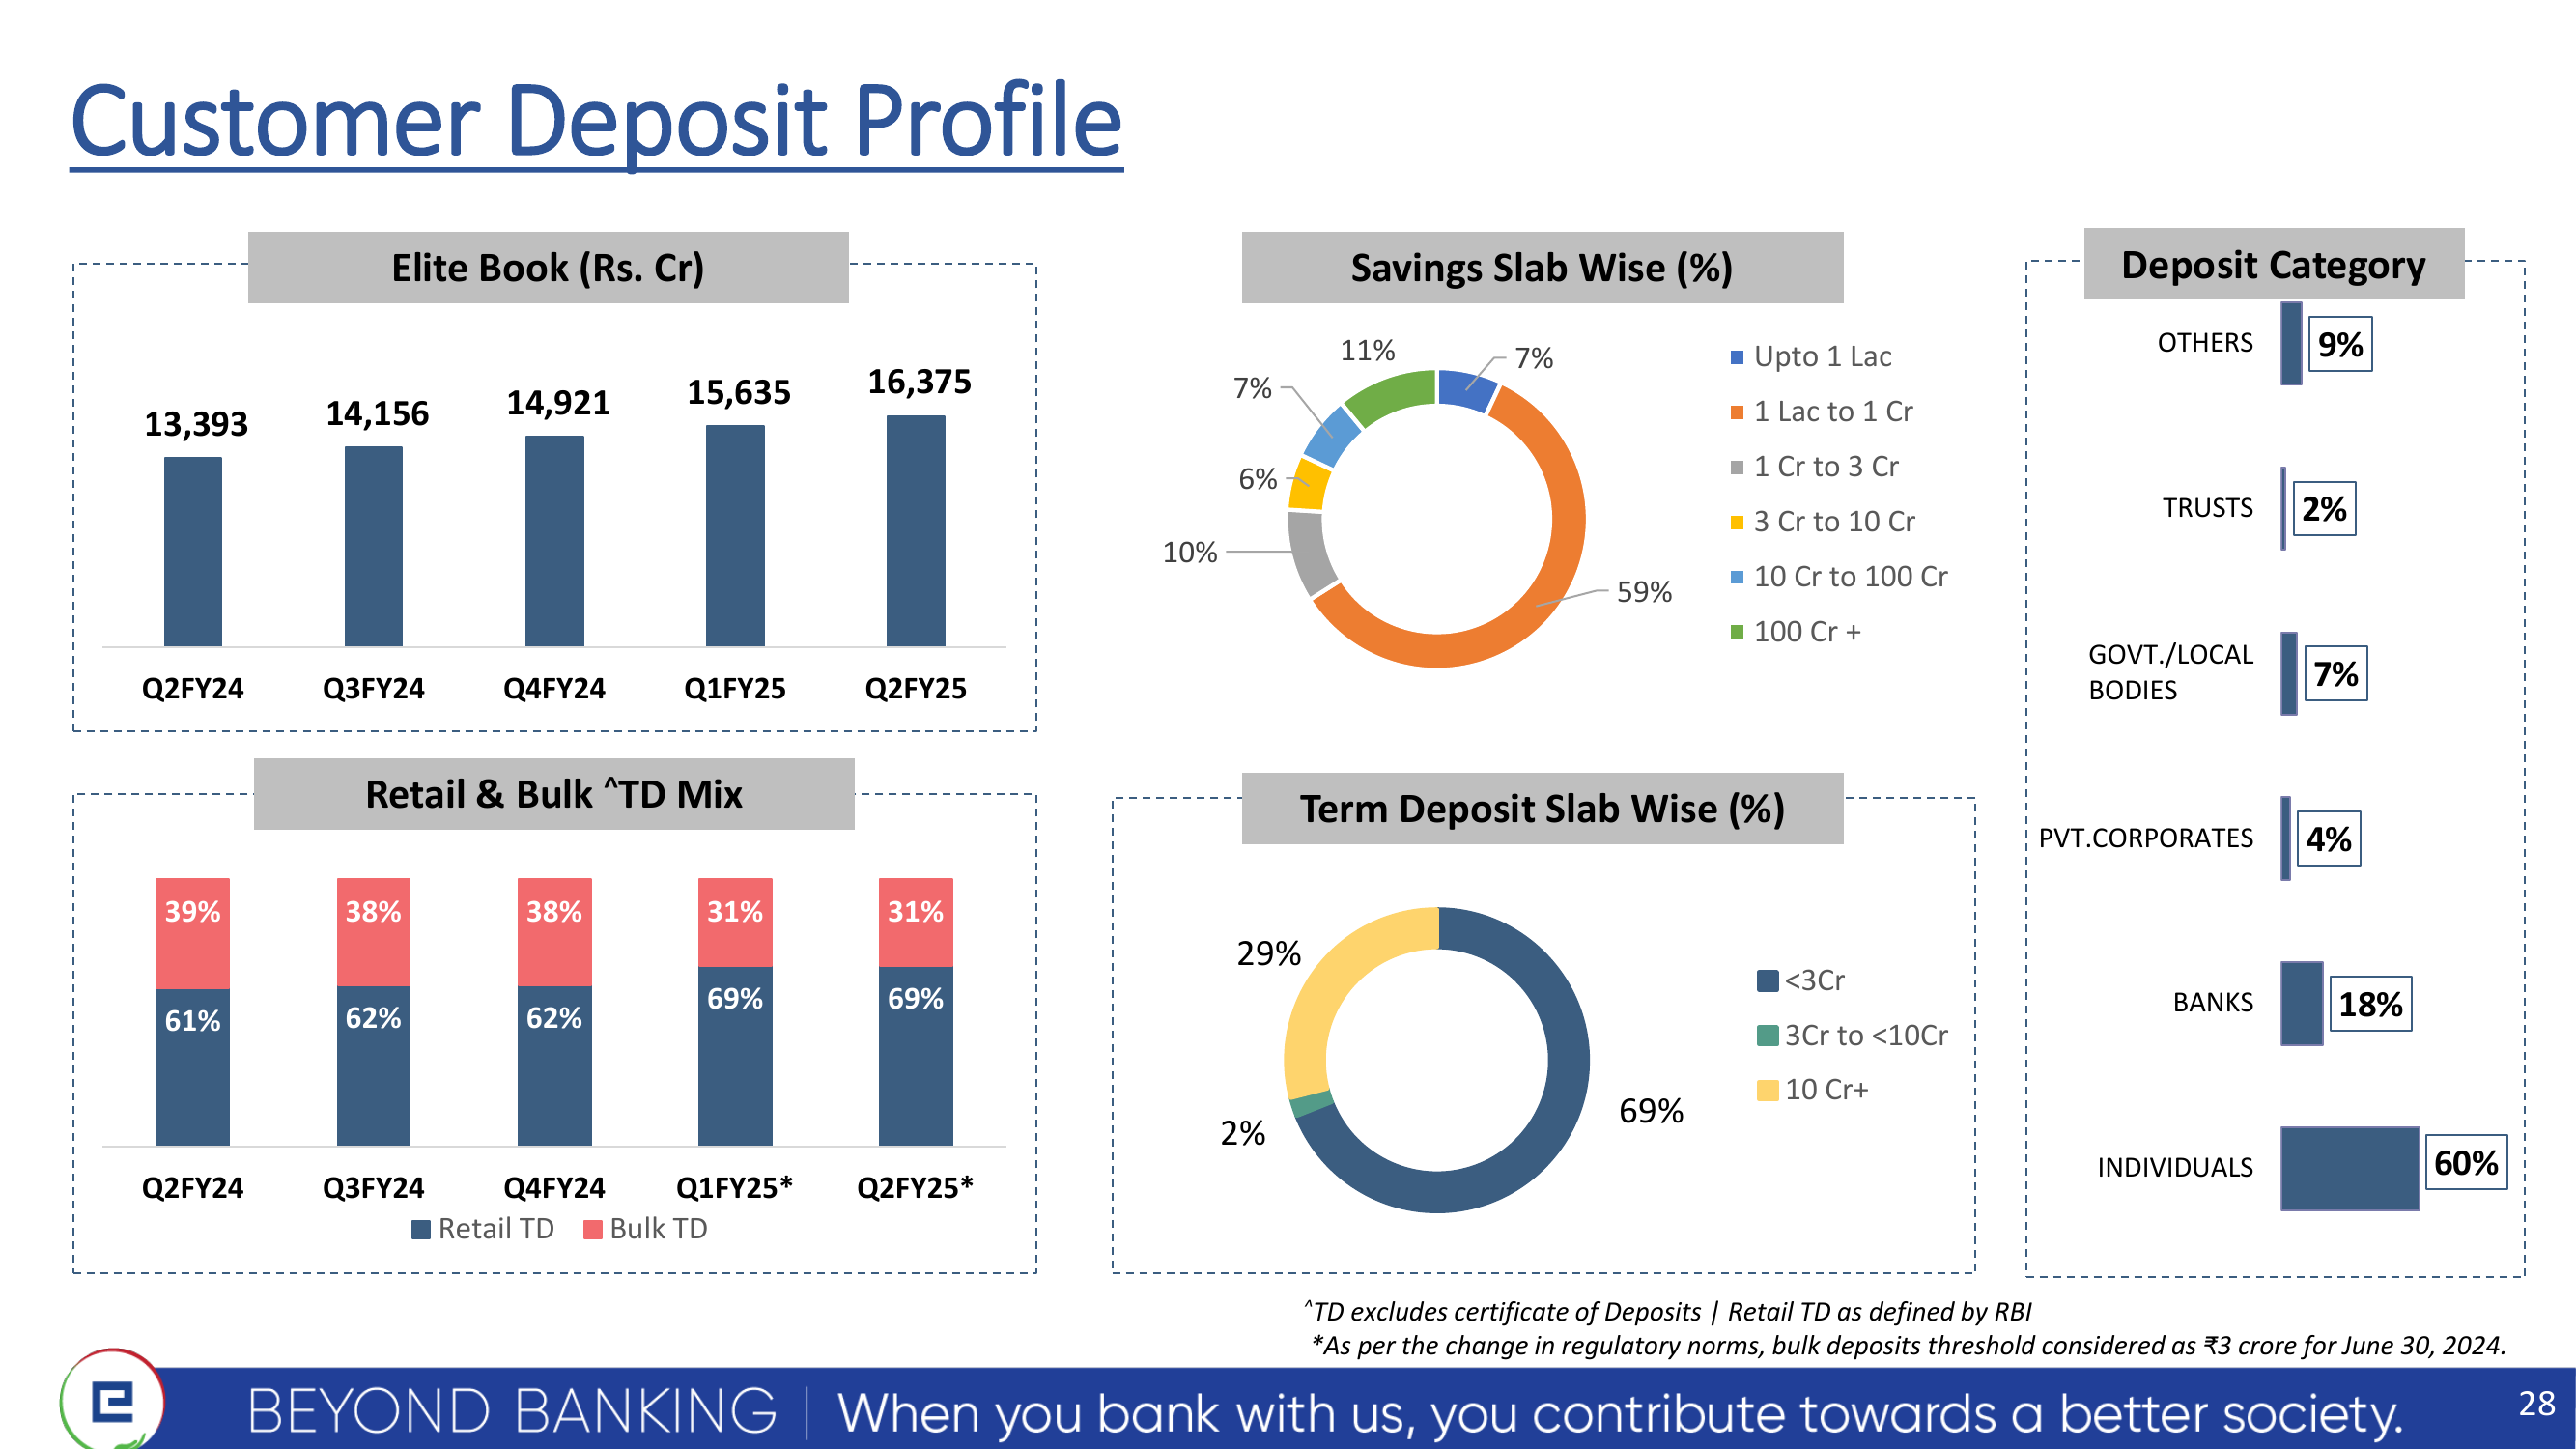 Customer Deposit Profile
Elite Book (Rs. Cr)
13,393
14,156
14,921
15,635
16,375
Q2FY24
Q3FY24
Q4FY24
Q1FY25
Q2FY25
Retail & Bulk ^TD Mix
39%
38%
38%
31%
31%
61%
62%
62%
69%
69%
Q2FY24
Q3FY24
Q4FY24
Q1FY25*
Q2FY25*
Retail TD
Bulk TD
Savings Slab Wise (%)
11%
7%
7%
6%
10%
59%
Upto 1 Lac
1 Lac to 1 Cr
1 Cr to 3 Cr
3 Cr to 10 Cr
10 Cr to 100 Cr
100 Cr +
Term Deposit Slab Wise (%)
29%
2%
69%
<3Cr
3Cr to <10Cr
10 Cr+
Deposit Category
OTHERS
9%
TRUSTS
2%
GOVT./LOCAL
BODIES
7%
PVT.CORPORATES
4%
BANKS
18%
INDIVIDUALS
60%
^TD excludes certificate of Deposits | Retail TD as defined by RBI
*As per the change in regulatory norms, bulk deposits threshold considered as ₹3 crore for June 30, 2024.
BEYOND BANKING | When you bank with us, you contribute towards a better society.
28